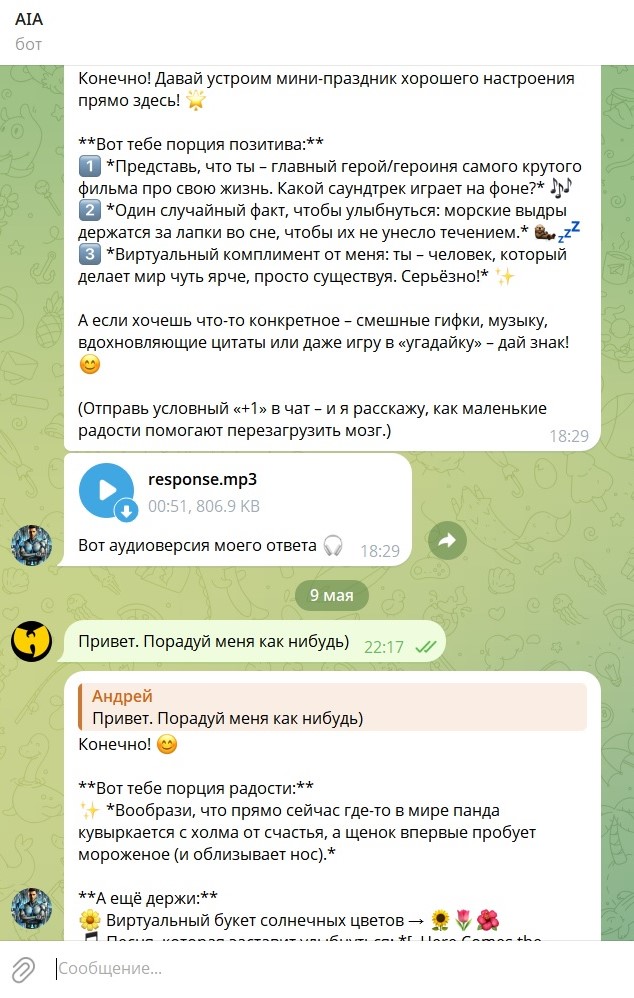 AIA
бот
Конечно! Давай устроим мини-праздник хорошего настроения
прямо здесь! 🌟
**Вот тебе порция позитива:**
1️⃣ *Представь, что ты – главный герой/героиня самого крутого
фильма про свою жизнь. Какой саундтрек играет на фоне?* 🎶
2️⃣ *Один случайный факт, чтобы улыбнуться: морские выдры
держатся за лапки во сне, чтобы их не унесло течением.* 🦦💤
3️⃣ *Виртуальный комплимент от меня: ты – человек, который
делает мир чуть ярче, просто существуя. Серьёзно!* ✨
А если хочешь что-то конкретное – смешные гифки, музыку,
вдохновляющие цитаты или даже игру в «угадайку» – дай знак!
😊
(Отправь условный «+1» в чат – и я расскажу, как маленькие
радости помогают перезагрузить мозг.)
18:29
response.mp3
00:51, 806.9 KB
Вот аудиоверсия моего ответа 🎧 18:29
9 мая
Привет. Порадуй меня как нибудь) 22:17
Андрей
Привет. Порадуй меня как нибудь)
Конечно! 😊
**Вот тебе порция радости:**
✨ *Вообрази, что прямо сейчас где-то в мире панда
кувыркается с холма от счастья, а щенок впервые пробует
мороженое (и облизывает нос).*
**А ещё держи:**
🌼 Виртуальный букет солнечных цветов → 🌻🌷🌺
🎵 Песня, которая заставит улыбнуться: *[ Here Comes the
Сообщение...